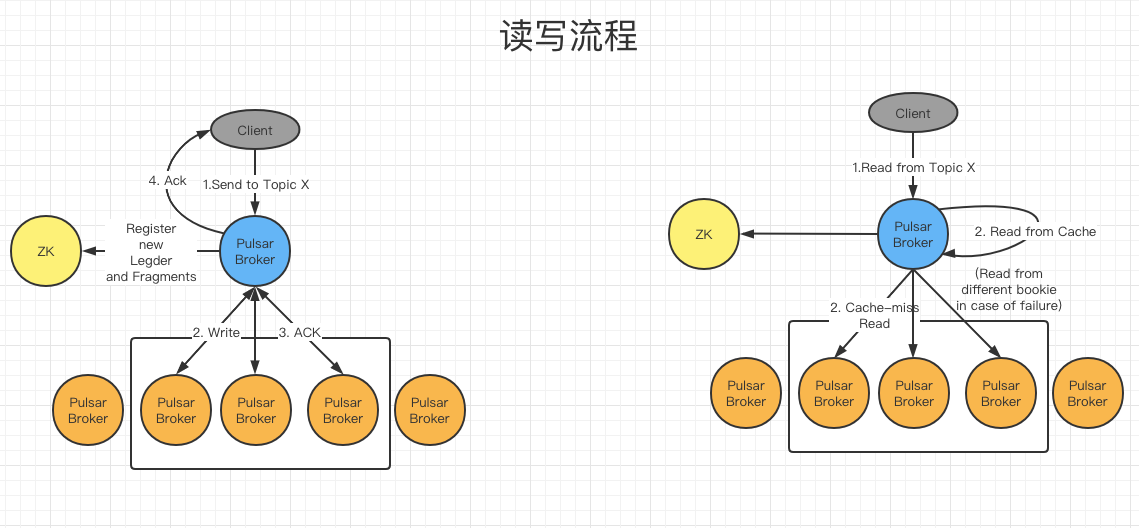 读写流程
Client
4. Ack
1.Send to Topic X
ZK
Register
new
Legder
and Fragments
Pulsar
Broker
2. Write
3. ACK
Pulsar
Broker
Pulsar
Broker
Pulsar
Broker
Pulsar
Broker
Pulsar
Broker
Client
1.Read from Topic X
ZK
Pulsar
Broker
2. Read from Cache
(Read from
different bookie
in case of failure)
2. Cache-miss
Read
Pulsar
Broker
Pulsar
Broker
Pulsar
Broker
Pulsar
Broker
Pulsar
Broker